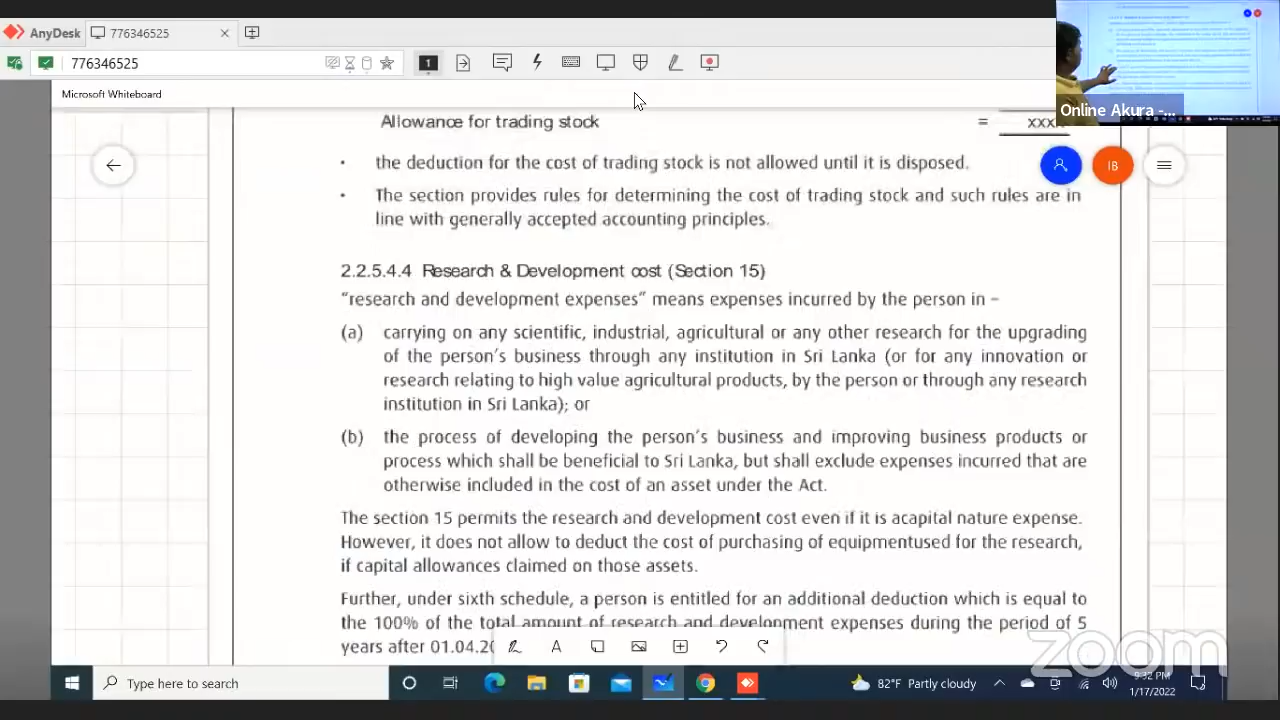 AnyDesk
776346525
776346525
1
Online Akura -...
Microsoft Whiteboard
Allowance for trading stock =
• the deduction for the cost of trading stock is not allowed until it is disposed.
IB
• The section provides rules for determining the cost of trading stock and such rules are in
line with generally accepted accounting principles.
2.2.5.4.4 Research & Development cost (Section 15)
“research and development expenses” means expenses incurred by the person in –
(a) carrying on any scientific, industrial, agricultural or any other research for the upgrading
of the person’s business through any institution in Sri Lanka (or for any innovation or
research relating to high value agricultural products, by the person or through any research
institution in Sri Lanka); or
(b) the process of developing the person’s business and improving business products or
process which shall be beneficial to Sri Lanka, but shall exclude expenses incurred that are
otherwise included in the cost of an asset under the Act.
The section 15 permits the research and development cost even if it is acapital nature expense.
However, it does not allow to deduct the cost of purchasing of equipmentused for the research,
if capital allowances claimed on those assets.
Further, under sixth schedule, a person is entitled for an additional deduction which is equal to
the 100% of the total amount of research and development expenses during the period of 5
years after 01.04.20
zoom
Type here to search
82°F Partly cloudy
9:32 PM
1/17/2022